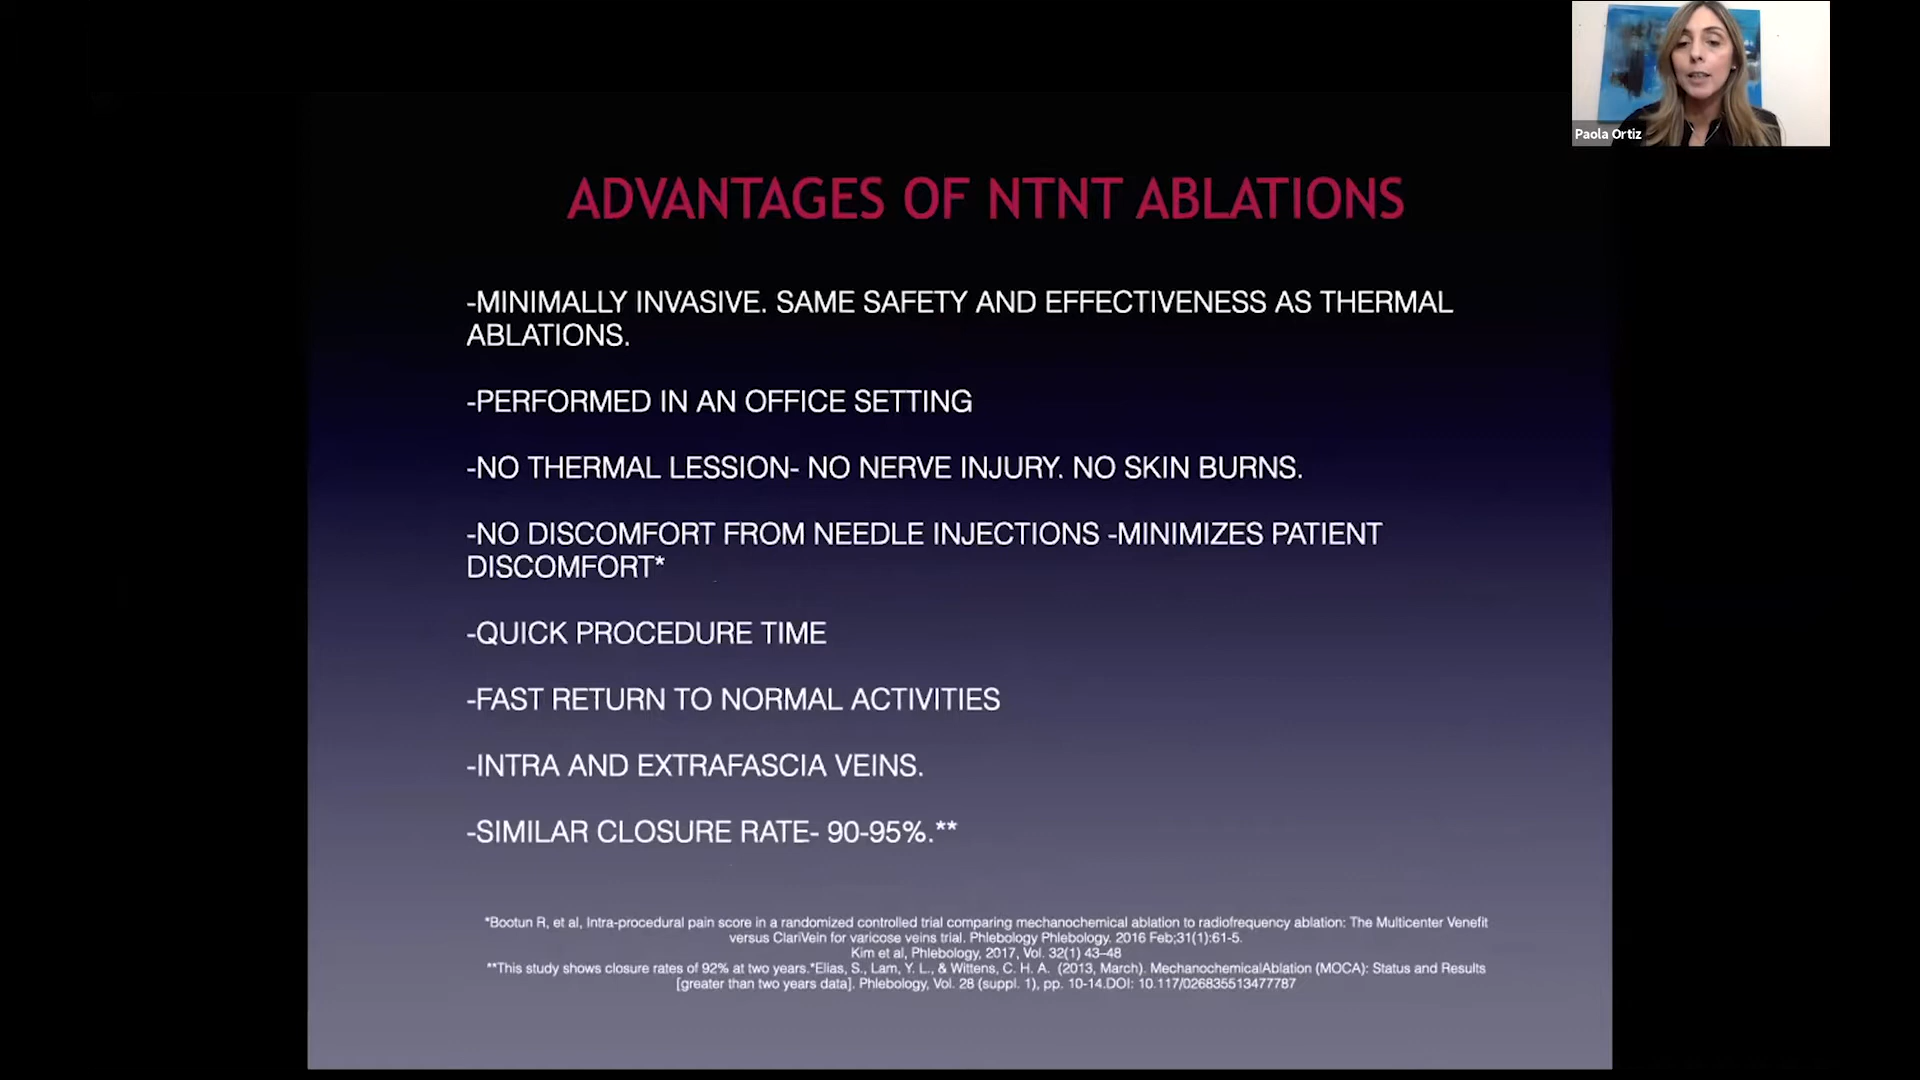 Paola Ortiz
ADVANTAGES OF NTNT ABLATIONS
-MINIMALLY INVASIVE. SAME SAFETY AND EFFECTIVENESS AS THERMAL
ABLATIONS.
-PERFORMED IN AN OFFICE SETTING
-NO THERMAL LESSION- NO NERVE INJURY. NO SKIN BURNS.
-NO DISCOMFORT FROM NEEDLE INJECTIONS -MINIMIZES PATIENT
DISCOMFORT*
-QUICK PROCEDURE TIME
-FAST RETURN TO NORMAL ACTIVITIES
-INTRA AND EXTRAFASCIA VEINS.
-SIMILAR CLOSURE RATE- 90-95%.**
*Bootun R, et al, Intra-procedural pain score in a randomized controlled trial comparing mechanochemical ablation to radiofrequency ablation: The Multicenter Venefit
versus ClariVein for varicose veins trial. Phlebology Phlebology. 2016 Feb;31(1):61-5.
Kim et al, Phlebology, 2017, Vol. 32(1) 43–48
**This study shows closure rates of 92% at two years.*Elias, S., Lam, Y. L., & Wittens, C. H. A. (2013, March). MechanochemicalAblation (MOCA): Status and Results
[greater than two years data]. Phlebology, Vol. 28 (suppl. 1), pp. 10-14.DOI: 10.117/026835513477787